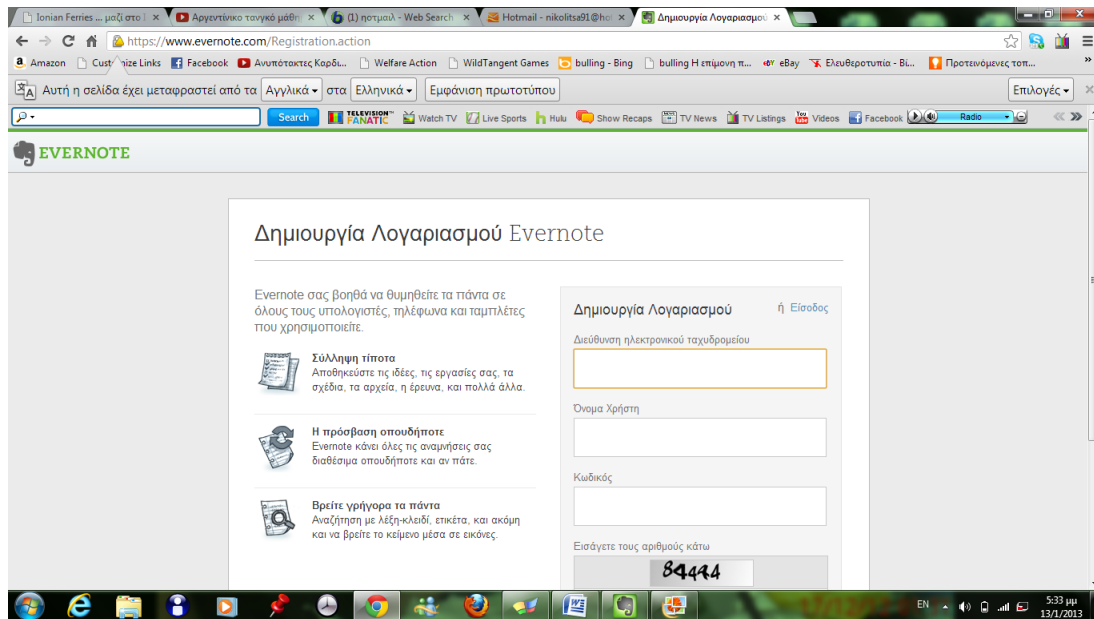 Ionian Ferries ... μαζί στο Ι
Αργεντίνικο τανγκό μάθη
(1) ηοτμαιλ - Web Search
Hotmail - nikolitsa91@ho
Δημιουργία Λογαριασμού
https://www.evernote.com/Registration.action
Amazon Customize Links Facebook Ανυπότακτες Καρδι... Welfare Action WildTangent Games bulling - Bing bulling Η επίμονη π... eBay Ελευθεροτυπία - Βί... Προτεινόμενες τοπ... »
Αυτή η σελίδα έχει μεταφραστεί από τα Αγγλικά στα Ελληνικά Εμφάνιση πρωτοτύπου Επιλογές
Search TELEVISION FANATIC Watch TV Live Sports Hulu Show Recaps TV News TV Listings Videos Facebook Radio
EVERNOTE
Δημιουργία Λογαριασμού Evernote
Evernote σας βοηθά να θυμηθείτε τα πάντα σε
όλους τους υπολογιστές, τηλέφωνα και ταμπλέτες
που χρησιμοποιείτε.
Σύλληψη τίποτα
Αποθηκεύστε τις ιδέες, τις εργασίες σας, τα
σχέδια, τα αρχεία, η έρευνα, και πολλά άλλα.
Η πρόσβαση οπουδήποτε
Evernote κάνει όλες τις αναμνήσεις σας
διαθέσιμα οπουδήποτε και αν πάτε.
Βρείτε γρήγορα τα πάντα
Αναζήτηση με λέξη-κλειδί, ετικέτα, και ακόμη
και να βρείτε το κείμενο μέσα σε εικόνες.
Δημιουργία Λογαριασμού ή Είσοδος
Διεύθυνση ηλεκτρονικού ταχυδρομείου
Όνομα Χρήστη
Κωδικός
Εισάγετε τους αριθμούς κάτω
84444
EN
5:33 μμ
13/1/2013